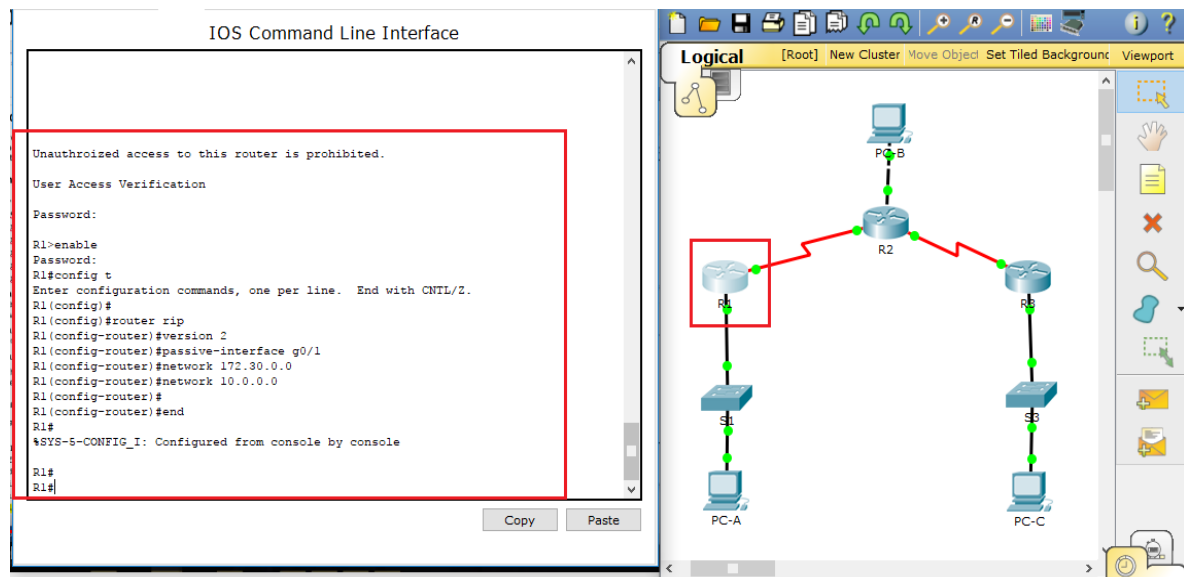 IOS Command Line Interface
Unauthroized access to this router is prohibited.
User Access Verification
Password:
R1>enable
Password:
R1#config t
Enter configuration commands, one per line.  End with CNTL/Z.
R1(config)#
R1(config)#router rip
R1(config-router)#version 2
R1(config-router)#passive-interface g0/1
R1(config-router)#network 172.30.0.0
R1(config-router)#network 10.0.0.0
R1(config-router)#
R1(config-router)#end
R1#
%SYS-5-CONFIG_I: Configured from console by console
R1#
R1#
Copy Paste
Logical [Root] New Cluster Move Object Set Tiled Background Viewport
PC-B
R2
R1
R3
S1
S3
PC-A
PC-C